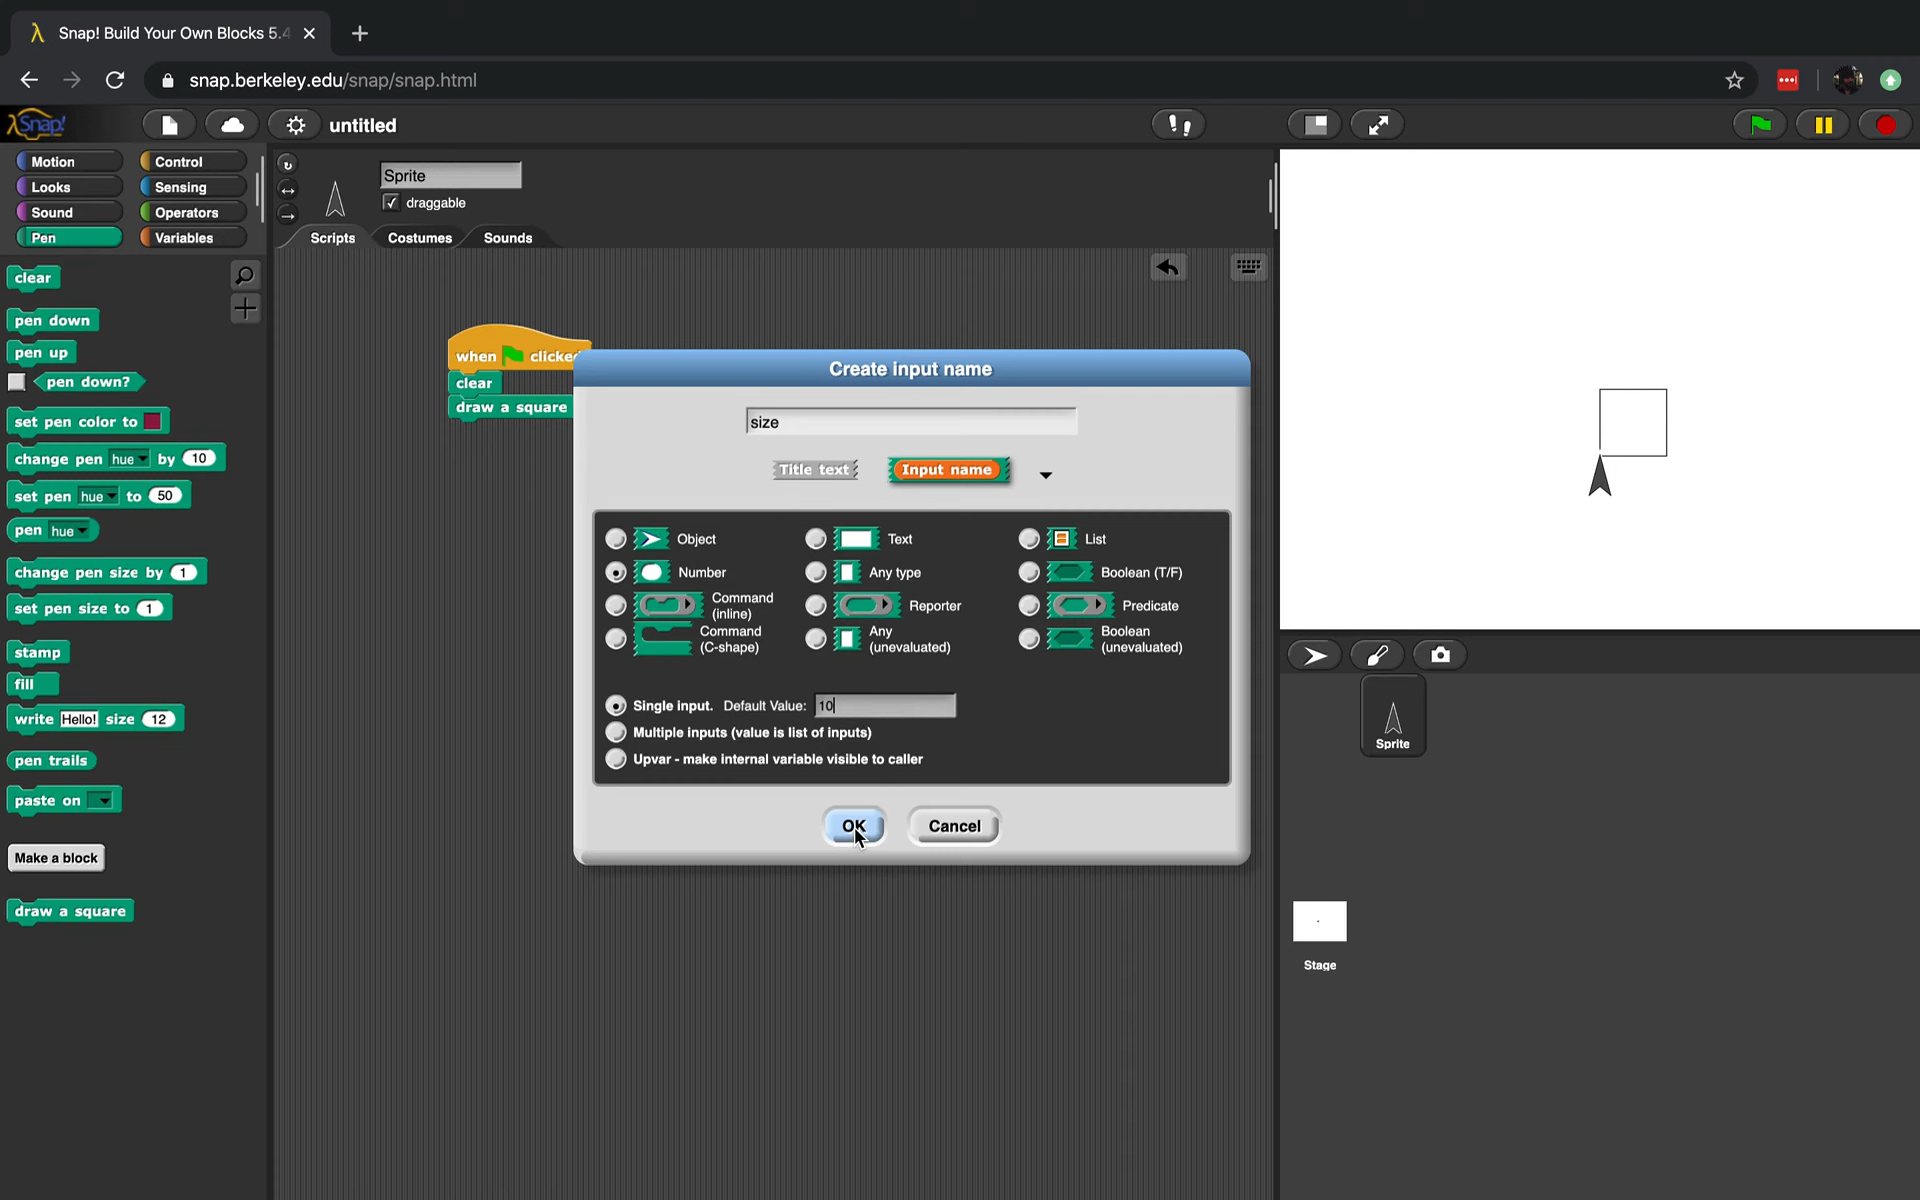 Snap! Build Your Own Blocks 5.4
snap.berkeley.edu/snap/snap.html
Snap!
untitled
Motion
Control
Looks
Sensing
Sound
Operators
Pen
Variables
Sprite
draggable
Scripts
Costumes
Sounds
clear
pen down
pen up
pen down?
set pen color to
change pen hue by 10
set pen hue to 50
pen hue
change pen size by 1
set pen size to 1
stamp
fill
write Hello! size 12
pen trails
paste on
Make a block
draw a square
when clicked
clear
draw a square
Create input name
size
Title text
Input name
Object
Text
List
Number
Any type
Boolean (T/F)
Command
(inline)
Reporter
Predicate
Command
(C-shape)
Any
(unevaluated)
Boolean
(unevaluated)
Single input. Default Value: 10
Multiple inputs (value is list of inputs)
Upvar - make internal variable visible to caller
OK
Cancel
Sprite
Stage